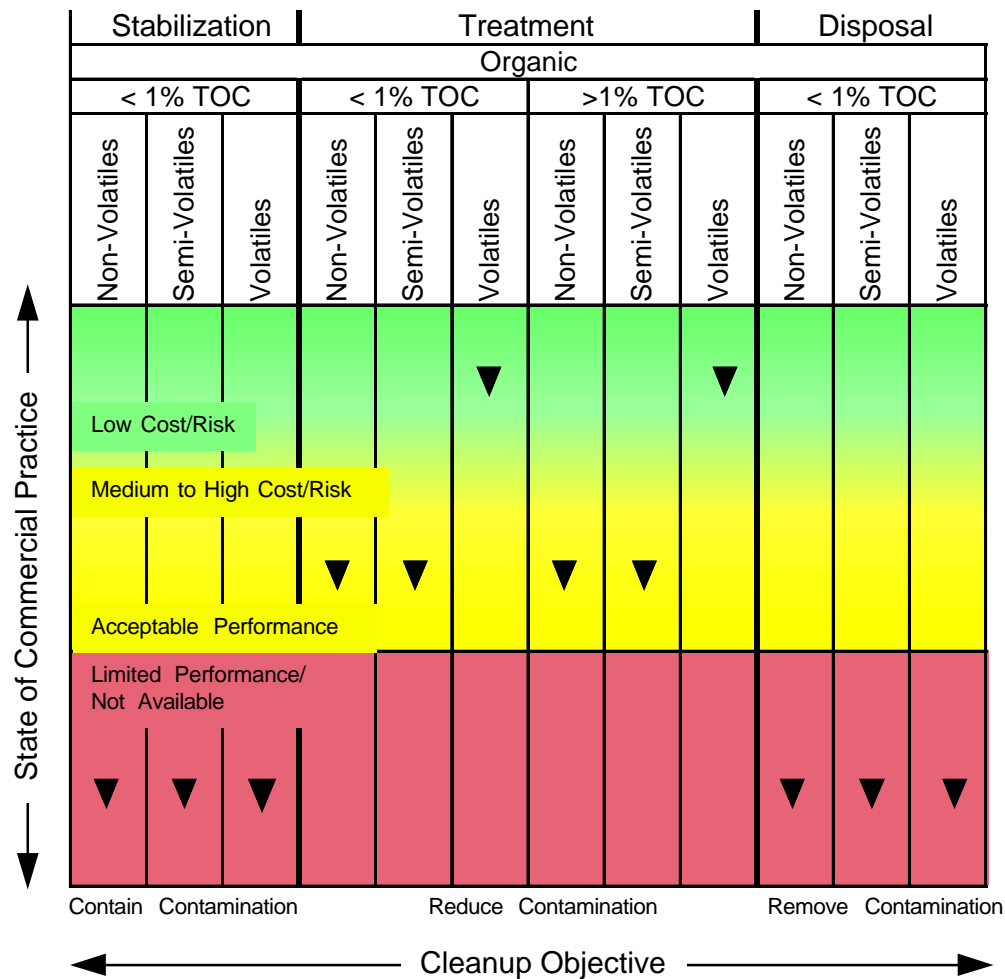 Stabilization Treatment Disposal
Organic
< 1% TOC < 1% TOC >1% TOC < 1% TOC
Non-Volatiles
Semi-Volatiles
Volatiles
Non-Volatiles
Semi-Volatiles
Volatiles
Non-Volatiles
Semi-Volatiles
Volatiles
Non-Volatiles
Semi-Volatiles
Volatiles
State of Commercial Practice
Low Cost/Risk
Medium to High Cost/Risk
Acceptable Performance
Limited Performance/
Not Available
Contain Contamination Reduce Contamination Remove Contamination
Cleanup Objective